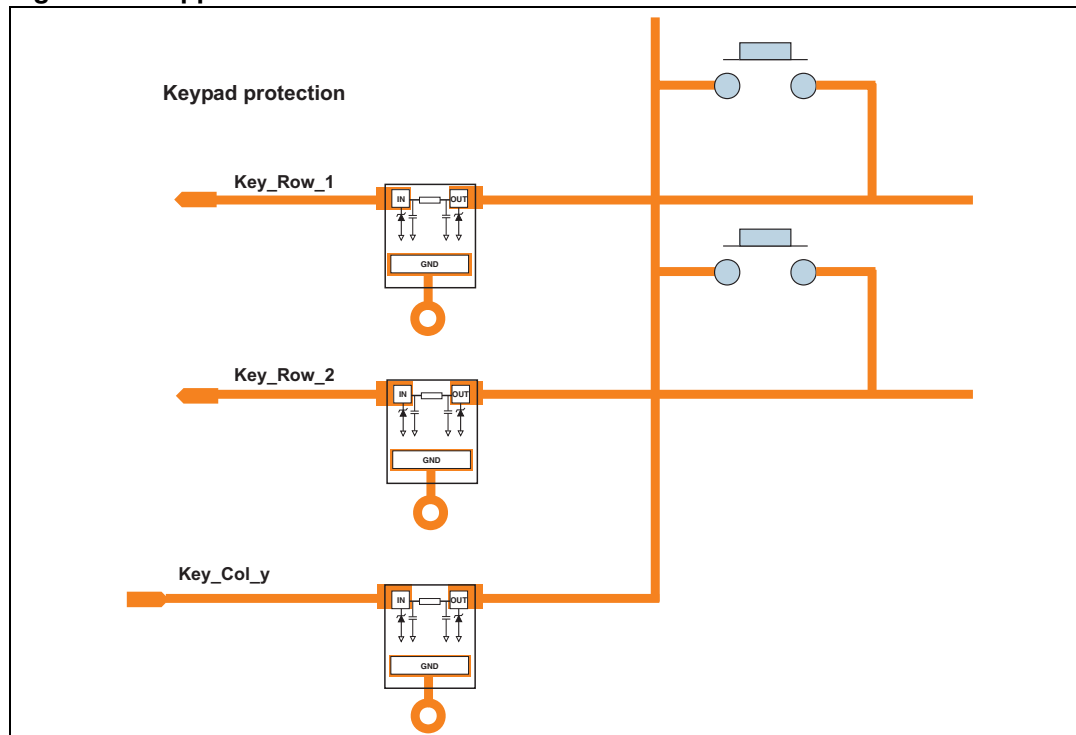 Keypad protection
Key_Row_1
IN
OUT
GND
Key_Row_2
IN
OUT
GND
Key_Col_y
IN
OUT
GND